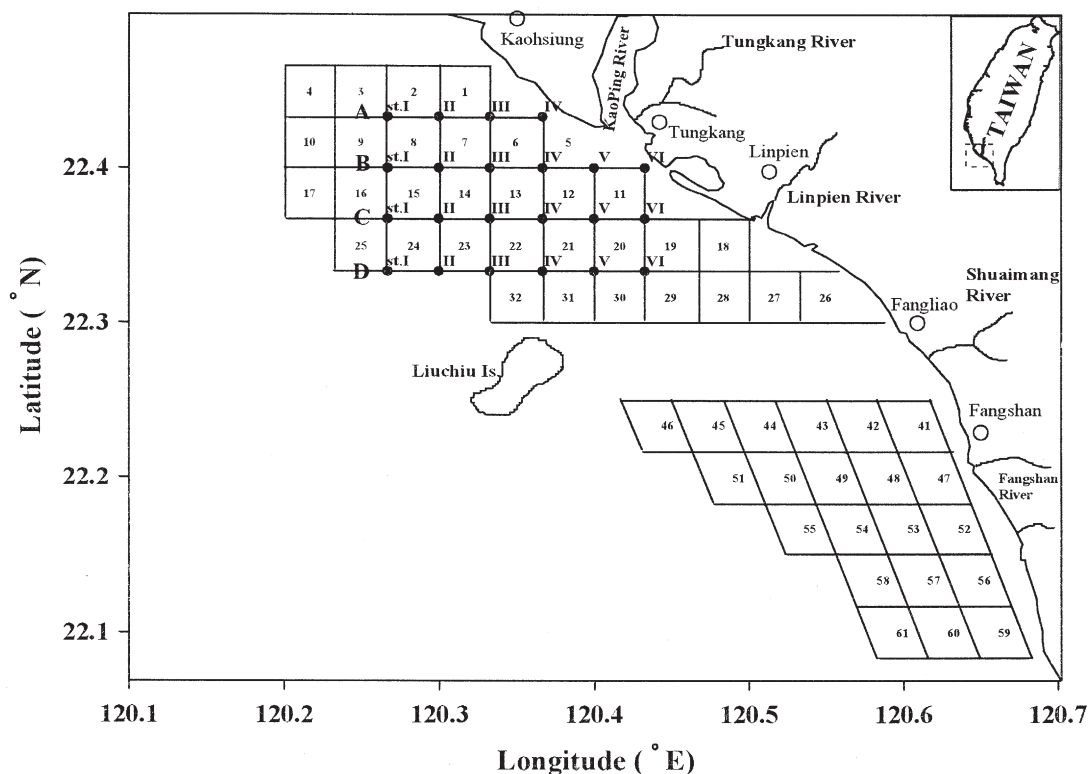 Kaohsiung
KaoPing River
Tungkang River
TAIWAN
4 3 2 1
A st.I II III IV
Tungkang
10 9 8 7 6 5
Linpien
B st.I II III IV V VI
Linpien River
17 16 15 14 13 12 11
C st.I II III IV V VI
25 24 23 22 21 20 19 18
D st.I II III IV V VI
Shuaimang
River
32 31 30 29 28 27 26
Fangliao
Liuchiu Is.
Fangshan
46 45 44 43 42 41
51 50 49 48 47
Fangshan
River
55 54 53 52
58 57 56
61 60 59
22.4
22.3
22.2
22.1
Latitude ( °N)
120.1 120.2 120.3 120.4 120.5 120.6 120.7
Longitude ( °E)